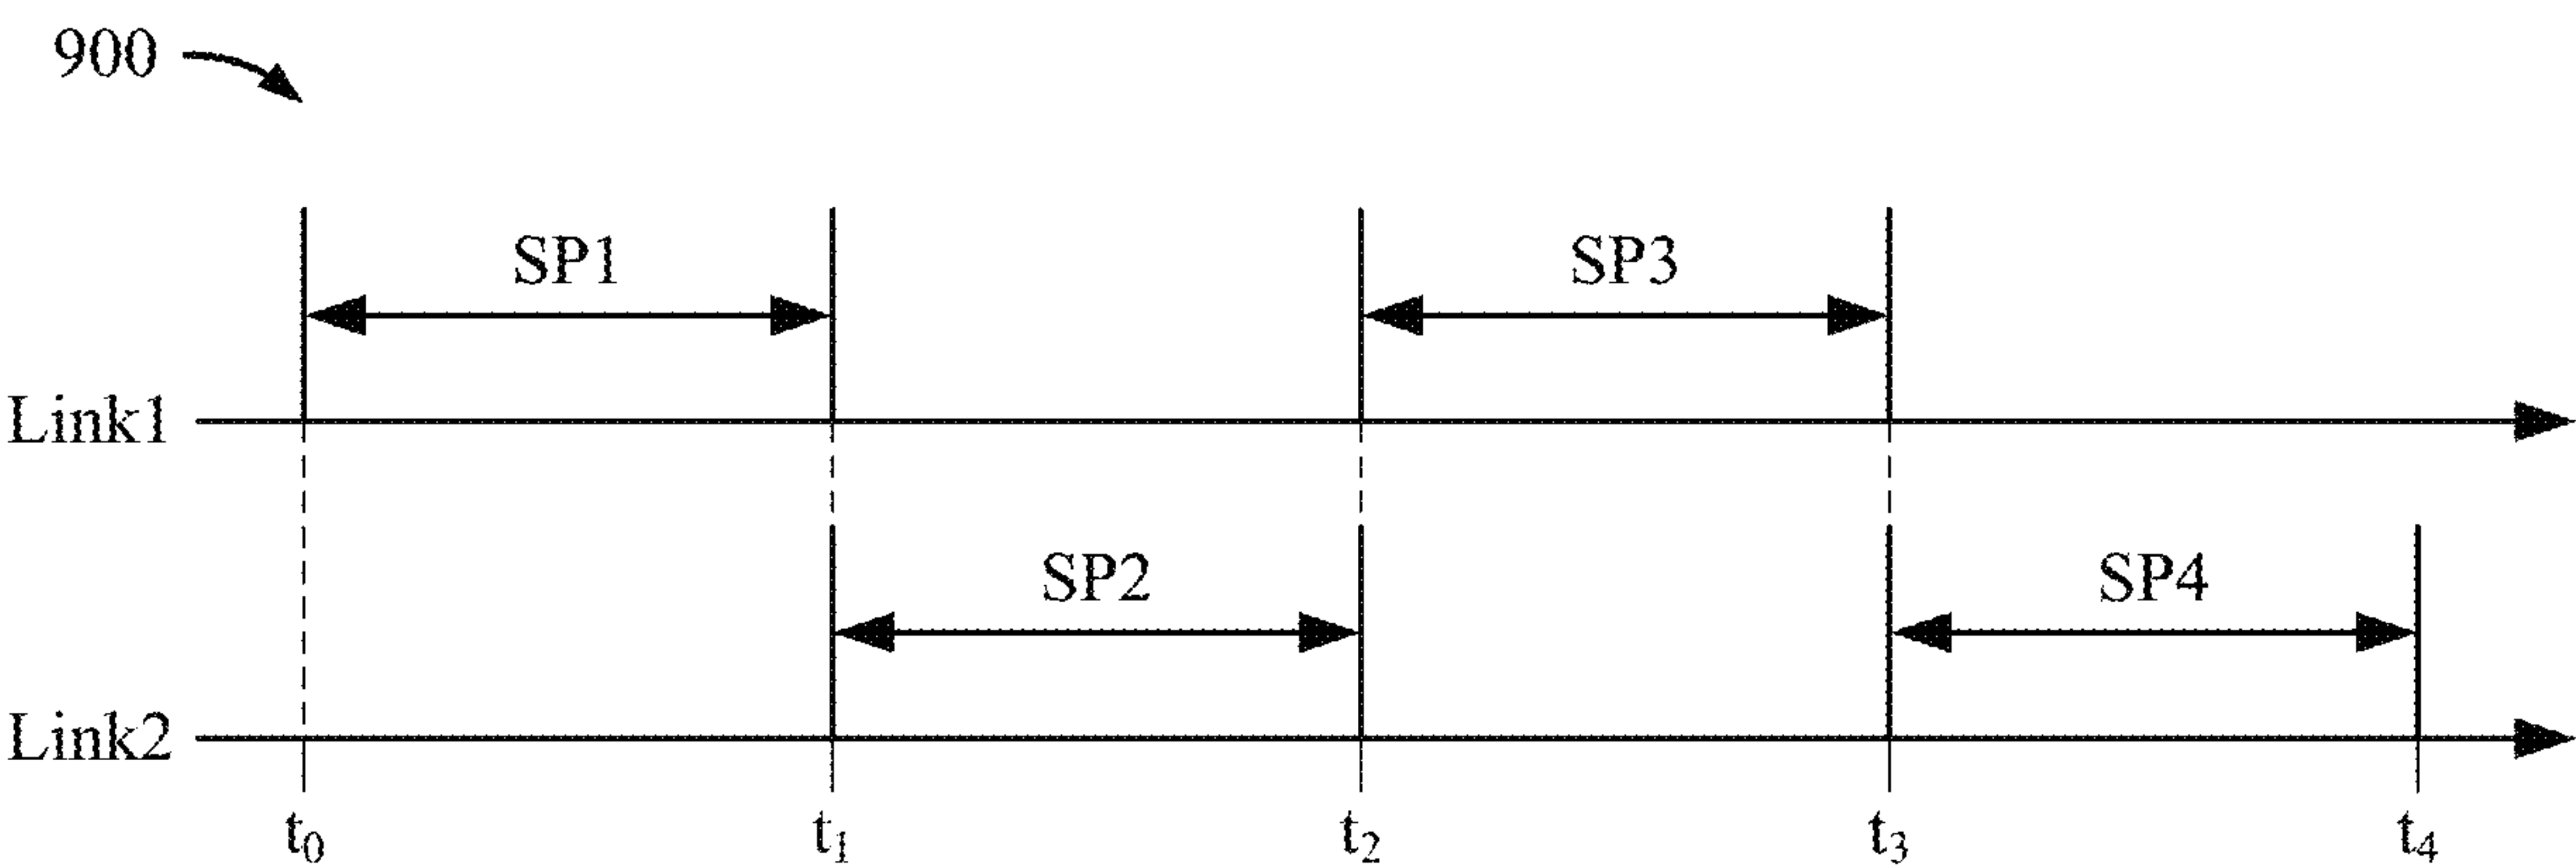 900
SP1 SP3
Link1
SP2 SP4
Link2
t₀ t₁ t₂ t₃ t₄